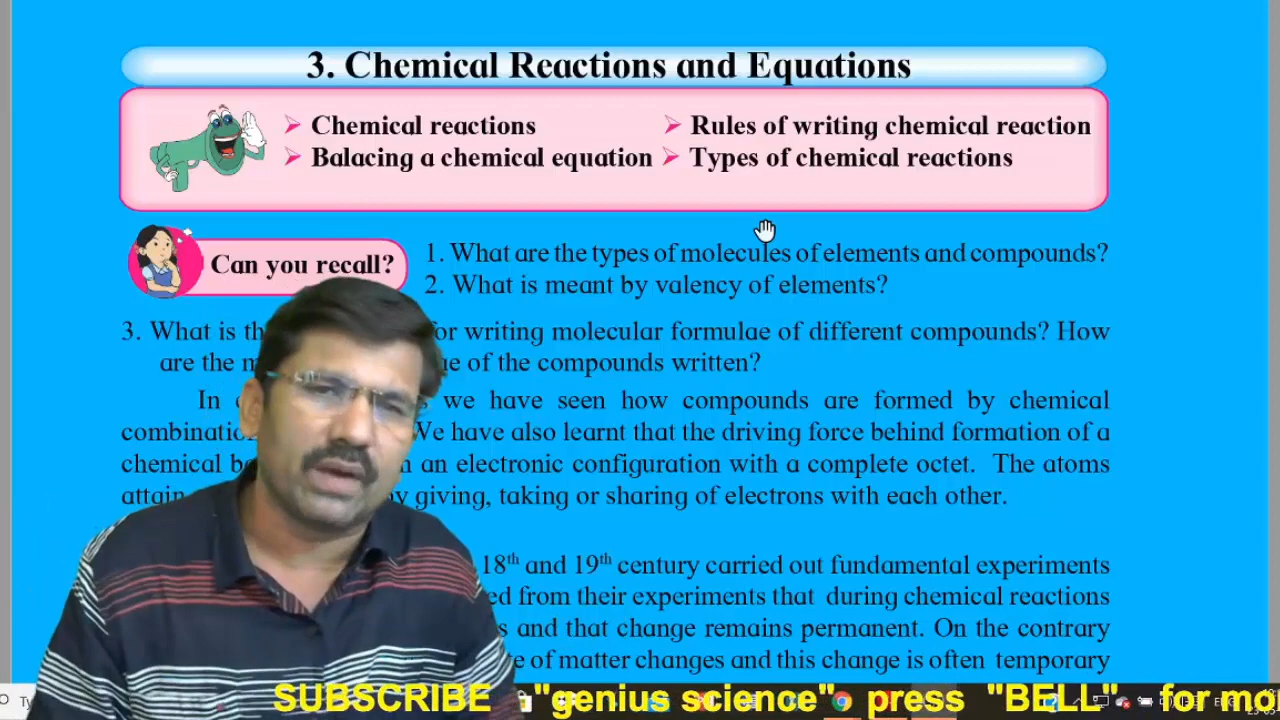 3. Chemical Reactions and Equations
Chemical reactions
Rules of writing chemical reaction
Balacing a chemical equation
Types of chemical reactions
Can you recall?
1. What are the types of molecules of elements and compounds?
2. What is meant by valency of elements?
3. What is for writing molecular formulae of different compounds? How
are the of the compounds written?
In we have seen how compounds are formed by chemical
We have also learnt that the driving force behind formation of a
chemical an electronic configuration with a complete octet. The atoms
attain by giving, taking or sharing of electrons with each other.
18th and 19th century carried out fundamental experiments
from their experiments that during chemical reactions
and that change remains permanent. On the contrary
of matter changes and this change is often temporary
SUBSCRIBE "genius science" press "BELL" for mo
ENG